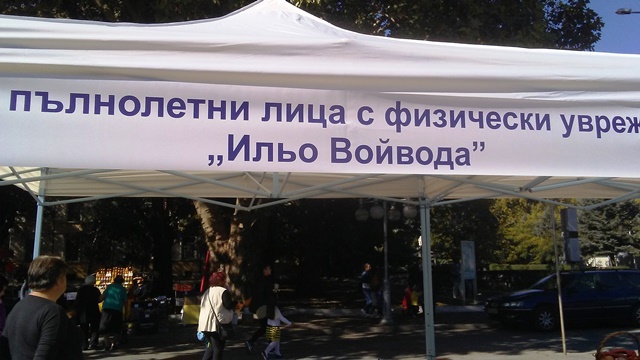 пълнолетни лица с физически увреж
„Ильо Войвода”